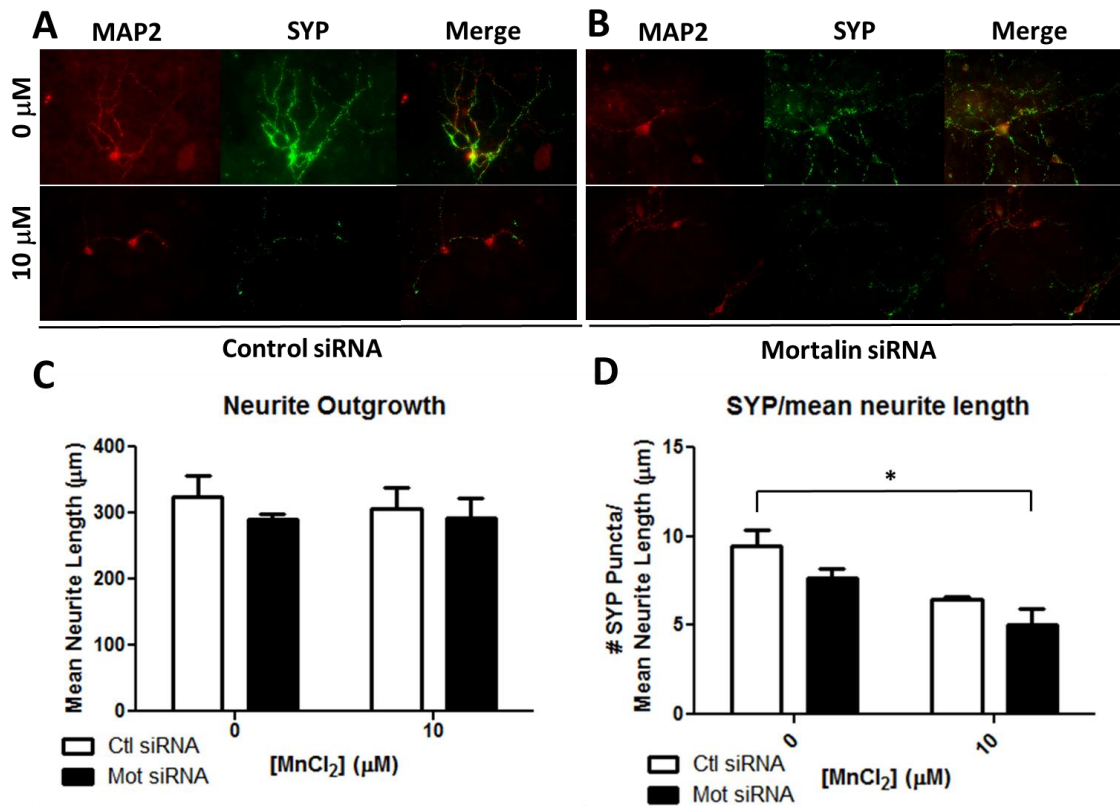 A
MAP2 SYP Merge
B
MAP2 SYP Merge
0 µM
10 µM
Control siRNA
Mortalin siRNA
C
Neurite Outgrowth
Mean Neurite Length (µm)
400
300
200
100
0
0 10
[MnCl₂] (µM)
Ctl siRNA
Mot siRNA
D
SYP/mean neurite length
# SYP Puncta/
Mean Neurite Length (µm)
15
10
5
0
*
0 10
[MnCl₂] (µM)
Ctl siRNA
Mot siRNA